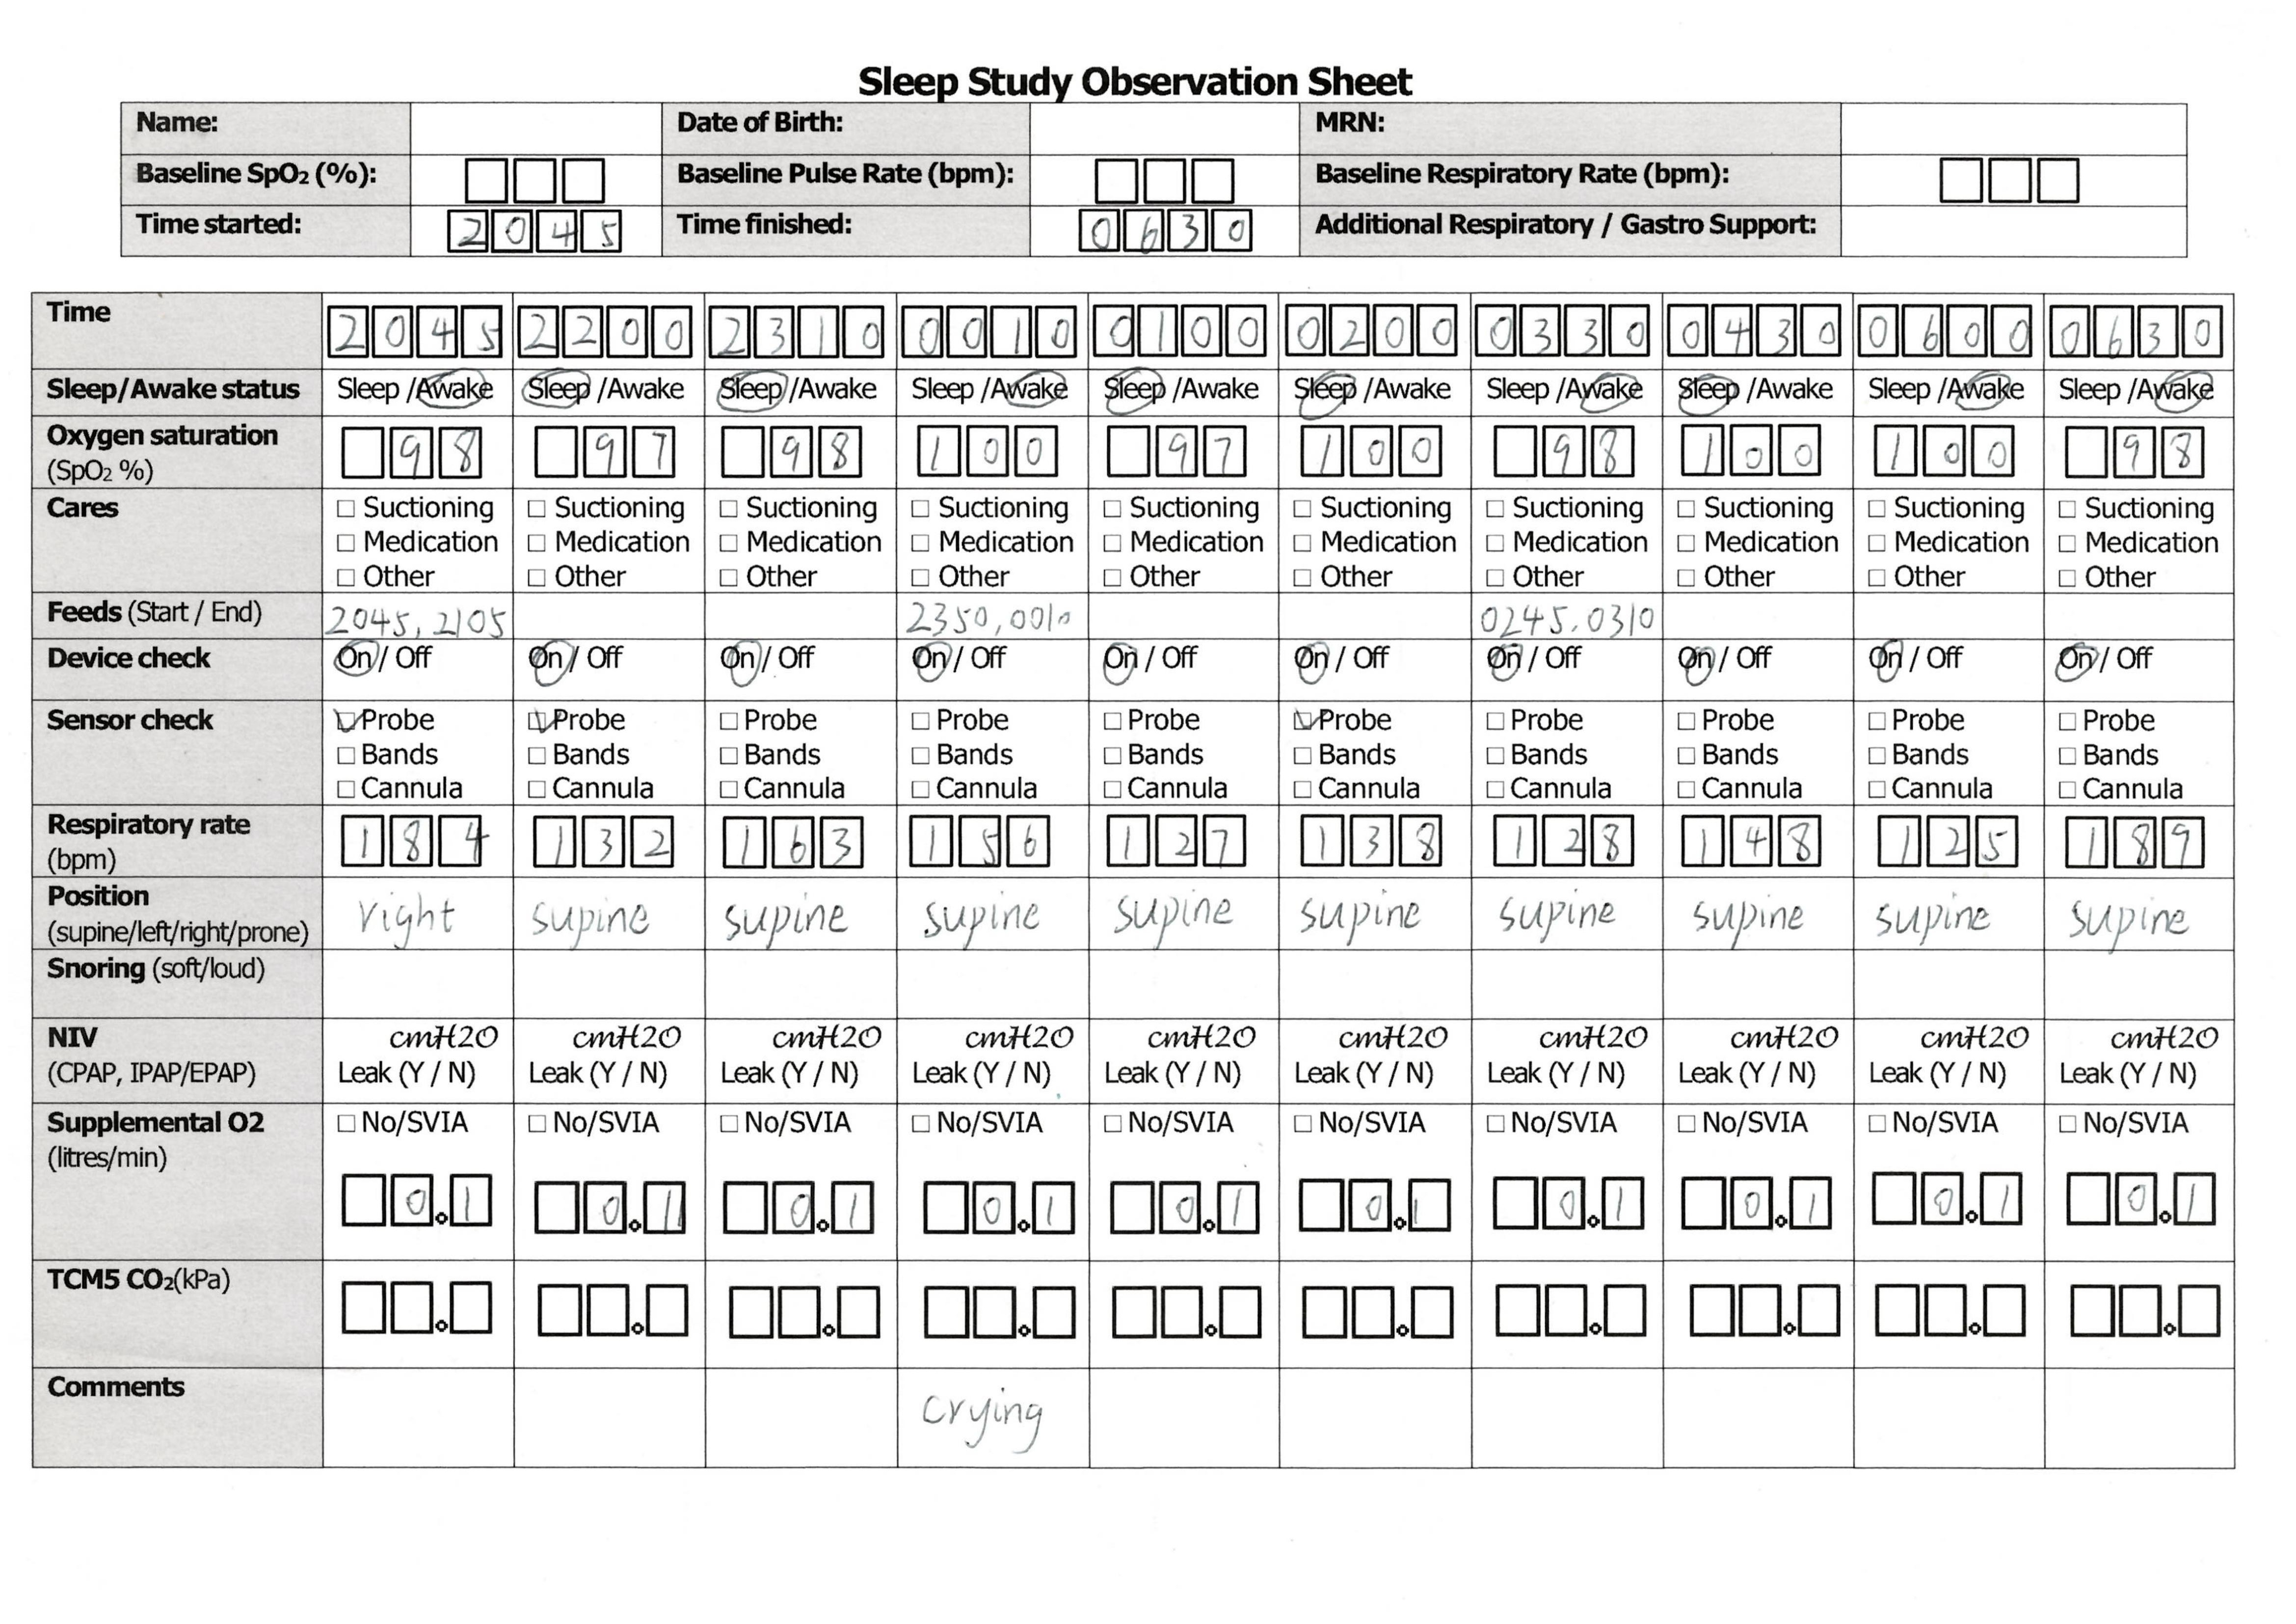 Sleep Study Observation Sheet
Name: Date of Birth: MRN:
Baseline SpO2 (%): Baseline Pulse Rate (bpm): Baseline Respiratory Rate (bpm):
Time started: 2045 Time finished: 0630 Additional Respiratory / Gastro Support:
Time 2045 2200 2310 0010 0100 0200 0330 0430 0600 0630
Sleep/Awake status Sleep /Awake Sleep /Awake Sleep /Awake Sleep /Awake Sleep /Awake Sleep /Awake Sleep /Awake Sleep /Awake Sleep /Awake Sleep /Awake
Oxygen saturation
(SpO2 %) 98 97 98 100 97 100 98 100 100 98
Cares □ Suctioning □ Suctioning □ Suctioning □ Suctioning □ Suctioning □ Suctioning □ Suctioning □ Suctioning □ Suctioning □ Suctioning
□ Medication □ Medication □ Medication □ Medication □ Medication □ Medication □ Medication □ Medication □ Medication □ Medication
□ Other □ Other □ Other □ Other □ Other □ Other □ Other □ Other □ Other □ Other
Feeds (Start / End) 2045, 2105 2350,0010 0245.0310
Device check On / Off On / Off On / Off On / Off On / Off On / Off On / Off On / Off On / Off On / Off
Sensor check ☑ Probe ☑ Probe □ Probe □ Probe □ Probe ☑ Probe □ Probe □ Probe □ Probe □ Probe
□ Bands □ Bands □ Bands □ Bands □ Bands □ Bands □ Bands □ Bands □ Bands □ Bands
□ Cannula □ Cannula □ Cannula □ Cannula □ Cannula □ Cannula □ Cannula □ Cannula □ Cannula □ Cannula
Respiratory rate
(bpm) 184 132 163 156 127 138 128 148 125 189
Position
(supine/left/right/prone) right supine supine supine supine supine supine supine supine supine
Snoring (soft/loud)
NIV cmH2O cmH2O cmH2O cmH2O cmH2O cmH2O cmH2O cmH2O cmH2O cmH2O
(CPAP, IPAP/EPAP) Leak (Y / N) Leak (Y / N) Leak (Y / N) Leak (Y / N) Leak (Y / N) Leak (Y / N) Leak (Y / N) Leak (Y / N) Leak (Y / N) Leak (Y / N)
Supplemental O2 □ No/SVIA □ No/SVIA □ No/SVIA □ No/SVIA □ No/SVIA □ No/SVIA □ No/SVIA □ No/SVIA □ No/SVIA □ No/SVIA
(litres/min)
0.1 0.1 0.1 0.1 0.1 0.1 0.1 0.1 0.1 0.1
TCM5 CO2(kPa)
Comments crying